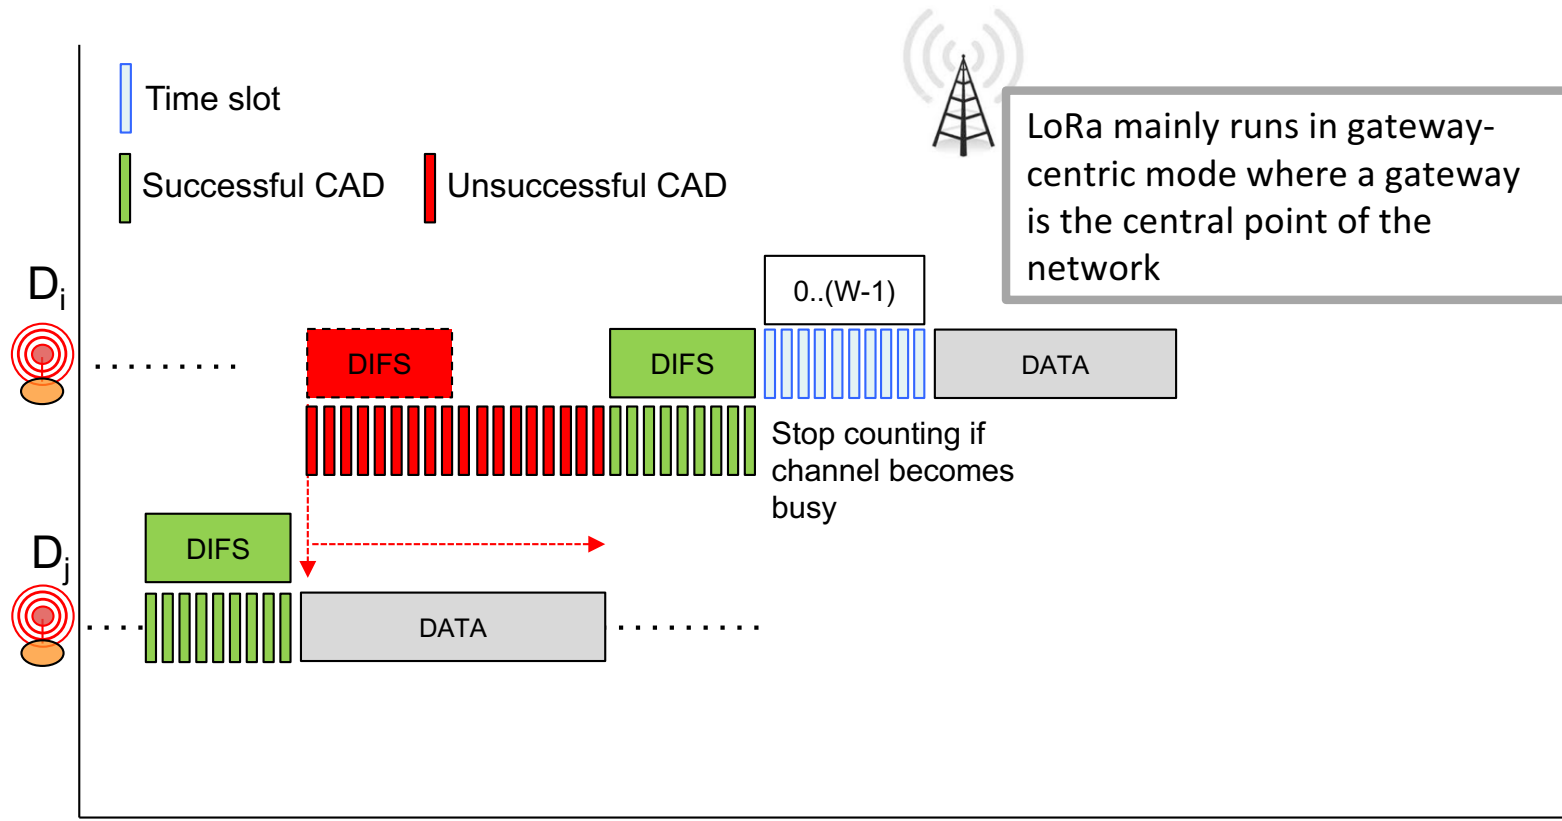 Time slot
Successful CAD
Unsuccessful CAD
LoRa mainly runs in gateway-
centric mode where a gateway
is the central point of the
network
Di
0..(W-1)
DIFS
DIFS
DATA
Stop counting if
channel becomes
busy
Dj
DIFS
DATA